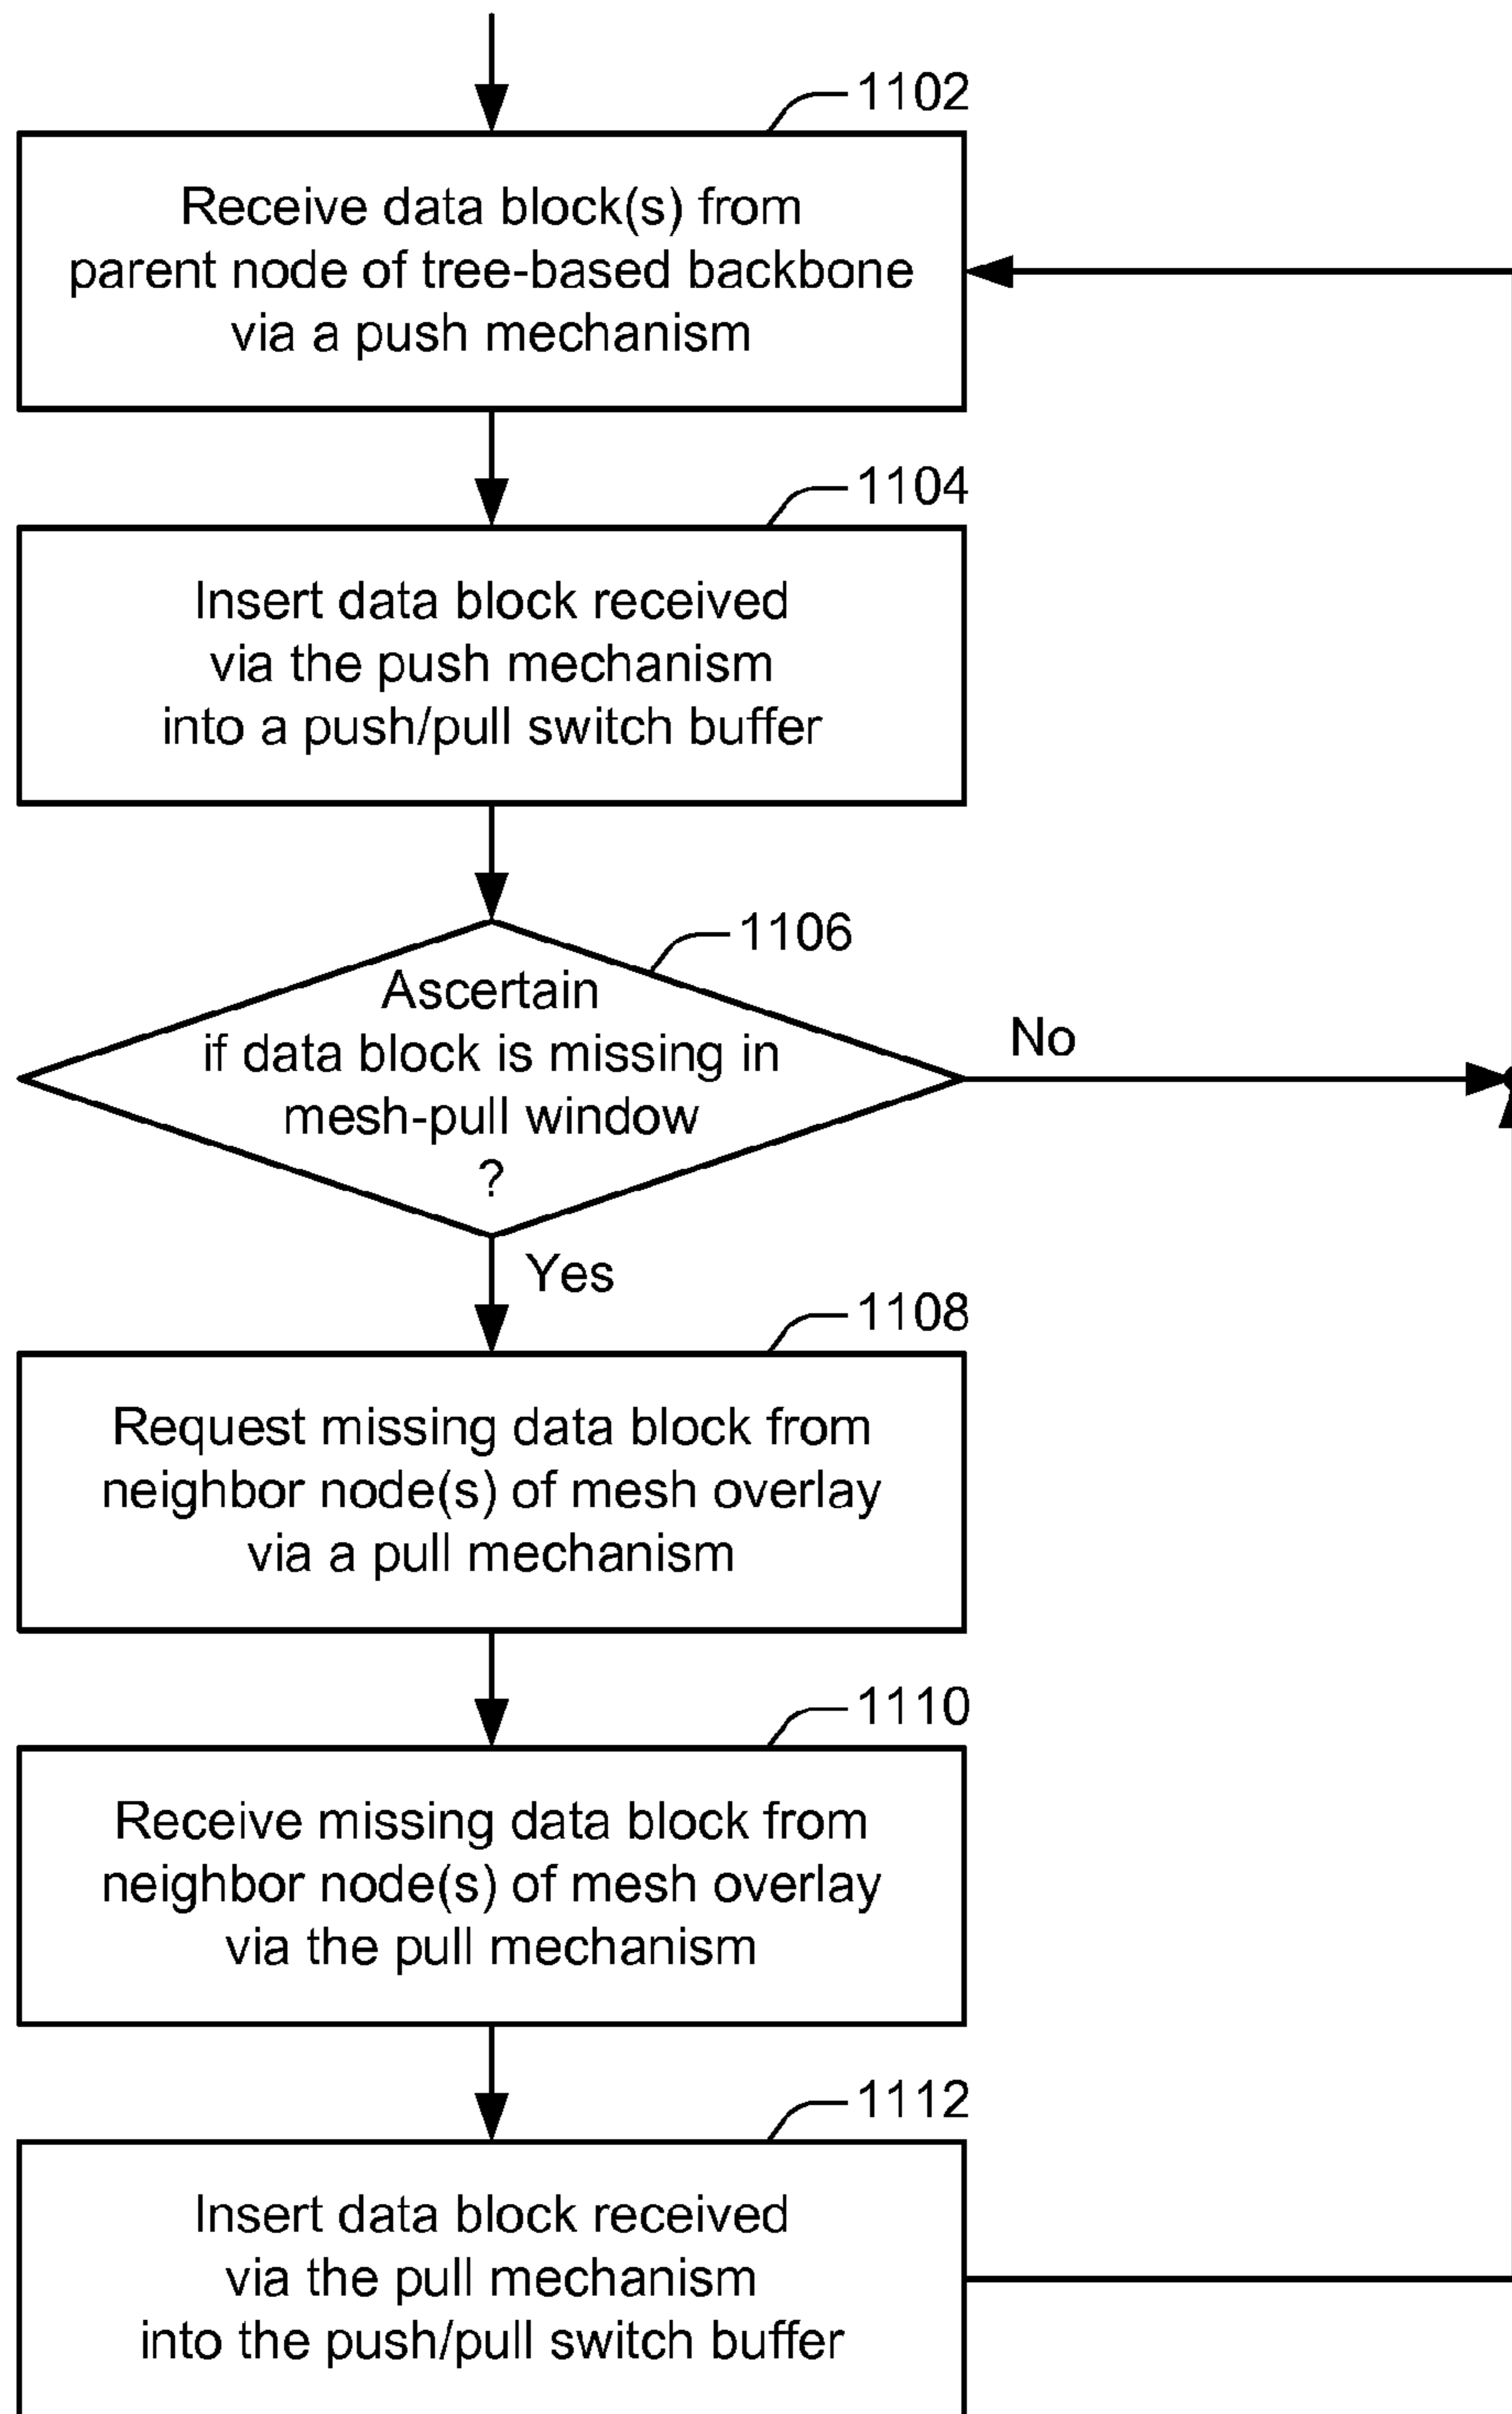 1102
Receive data block(s) from
parent node of tree-based backbone
via a push mechanism
1104
Insert data block received
via the push mechanism
into a push/pull switch buffer
1106
Ascertain
if data block is missing in
mesh-pull window
?
No
Yes
1108
Request missing data block from
neighbor node(s) of mesh overlay
via a pull mechanism
1110
Receive missing data block from
neighbor node(s) of mesh overlay
via the pull mechanism
1112
Insert data block received
via the pull mechanism
into the push/pull switch buffer